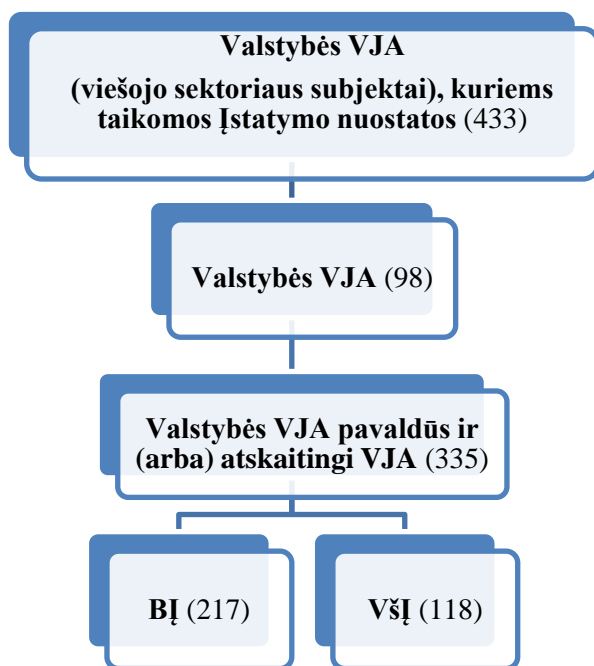 Valstybės VJA
(viešojo sektoriaus subjektai), kuriems
taikomos Įstatymo nuostatos (433)
Valstybės VJA (98)
Valstybės VJA pavaldūs ir
(arba) atskaitingi VJA (335)
BĮ (217)
VšĮ (118)